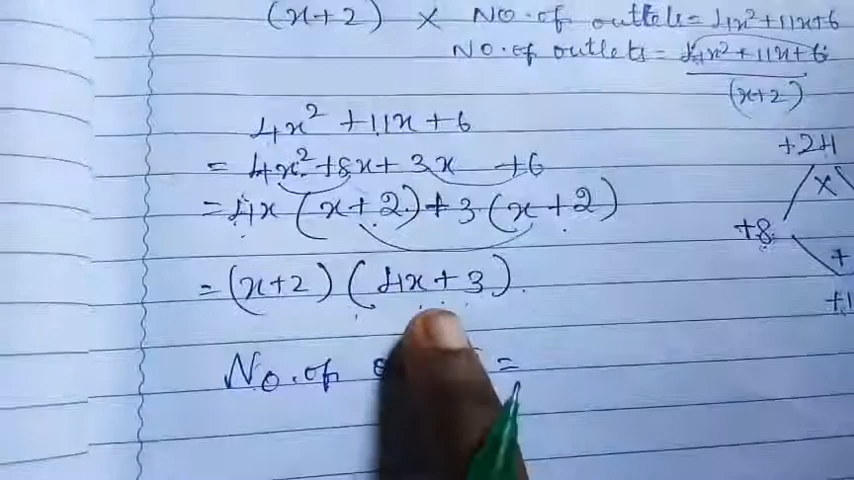 (x+2) × No. of outlets = 4x²+11x+6
No. of outlets = 4x²+11x+6
(x+2)
4x² +11x+6
= 4x²+8x+3x +6
= 4x (x+2)+3(x+2)
= (x+2) (4x+3)
No. of =
+24
×
+8
+
+1